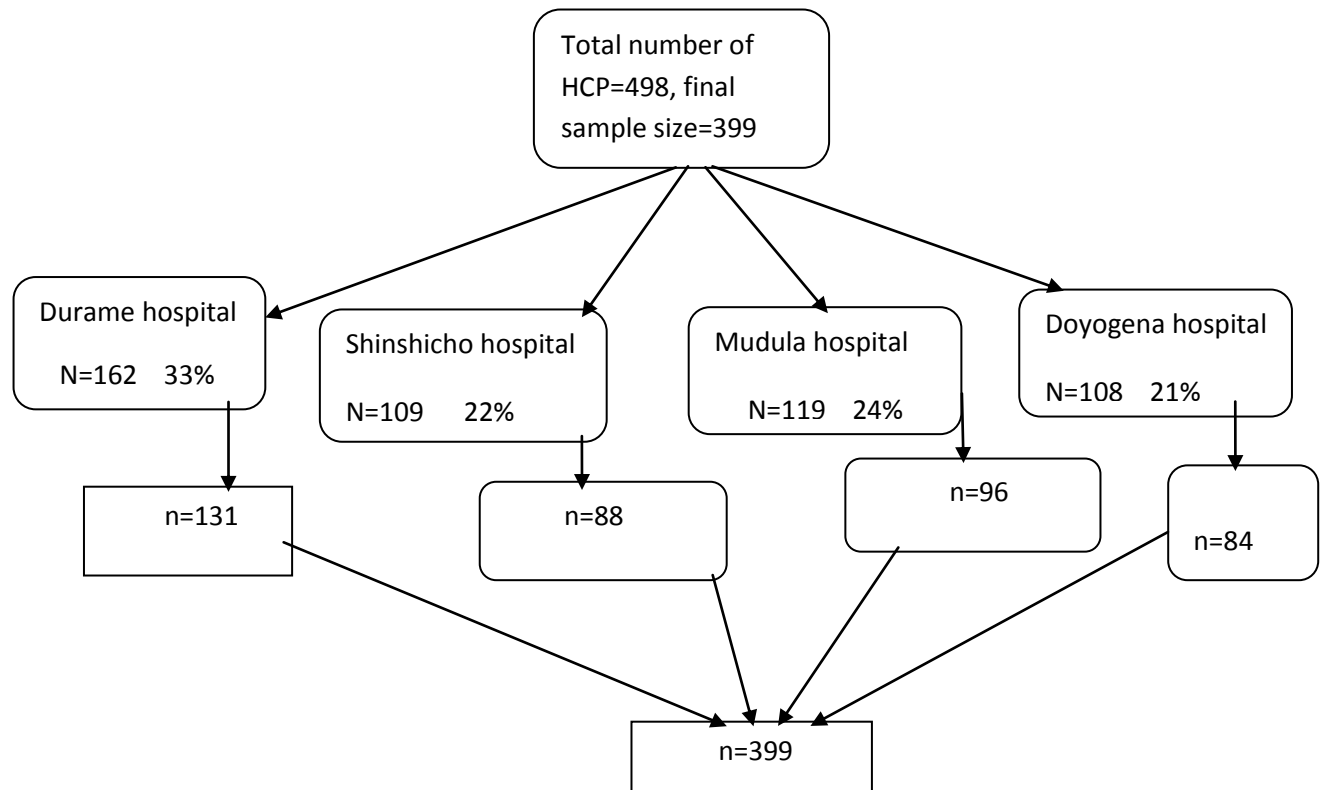 Total number of
HCP=498, final
sample size=399
Durame hospital
N=162 33%
Shinshicho hospital
N=109 22%
Mudula hospital
N=119 24%
Doyogena hospital
N=108 21%
n=131
n=88
n=96
n=84
n=399